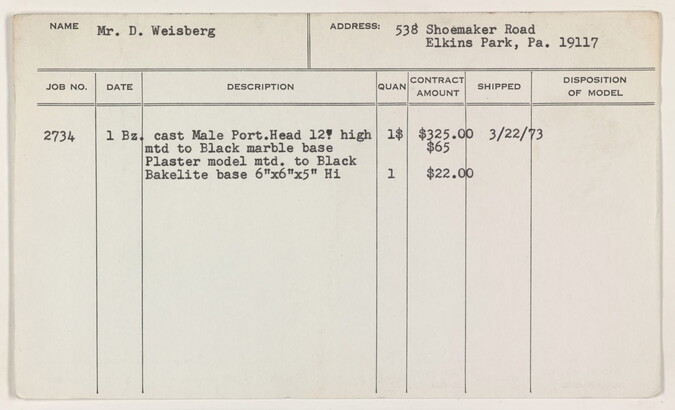 NAME Mr. D. Weisberg ADDRESS: 538 Shoemaker Road
Elkins Park, Pa. 19117
JOB NO. DATE DESCRIPTION QUAN CONTRACT AMOUNT SHIPPED DISPOSITION OF MODEL
2734 1 Bz. cast Male Port.Head 12" high 1$ $325.00 3/22/73
mtd to Black marble base $65
Plaster model mtd. to Black
Bakelite base 6"x6"x5" Hi 1 $22.00